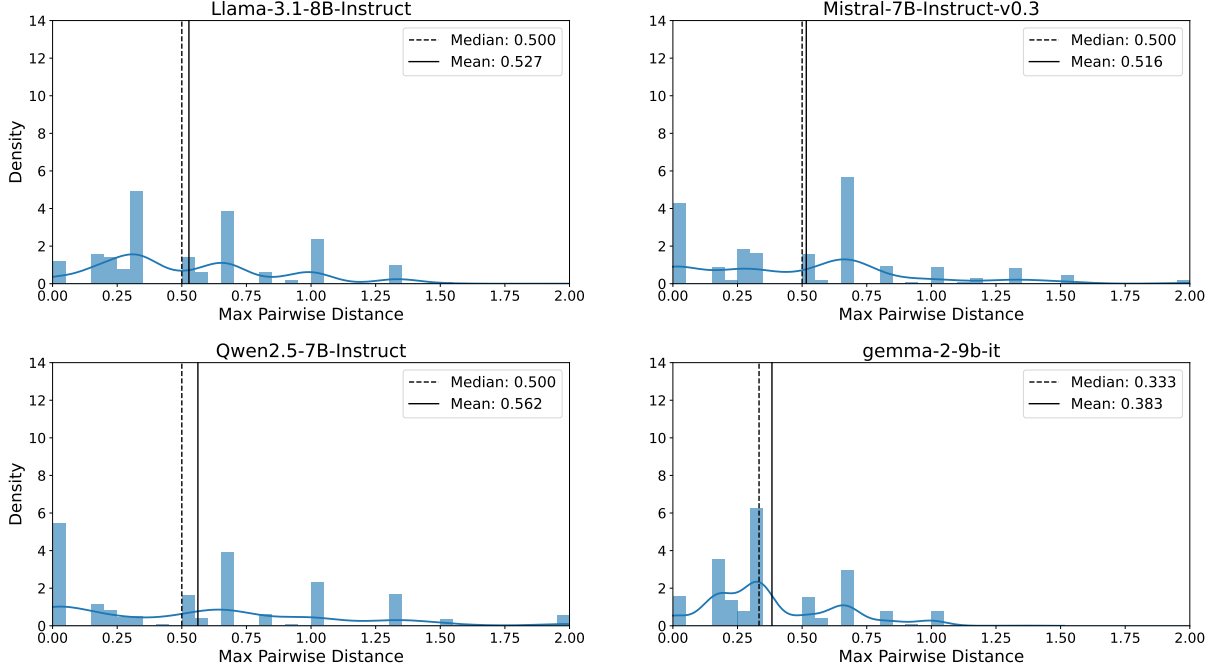 Llama-3.1-8B-Instruct
Density
14
12
10
8
6
4
2
0
0.00 0.25 0.50 0.75 1.00 1.25 1.50 1.75 2.00
Max Pairwise Distance
Median: 0.500
Mean: 0.527
Mistral-7B-Instruct-v0.3
14
12
10
8
6
4
2
0
0.00 0.25 0.50 0.75 1.00 1.25 1.50 1.75 2.00
Max Pairwise Distance
Median: 0.500
Mean: 0.516
Qwen2.5-7B-Instruct
Density
14
12
10
8
6
4
2
0
0.00 0.25 0.50 0.75 1.00 1.25 1.50 1.75 2.00
Max Pairwise Distance
Median: 0.500
Mean: 0.562
gemma-2-9b-it
14
12
10
8
6
4
2
0
0.00 0.25 0.50 0.75 1.00 1.25 1.50 1.75 2.00
Max Pairwise Distance
Median: 0.333
Mean: 0.383